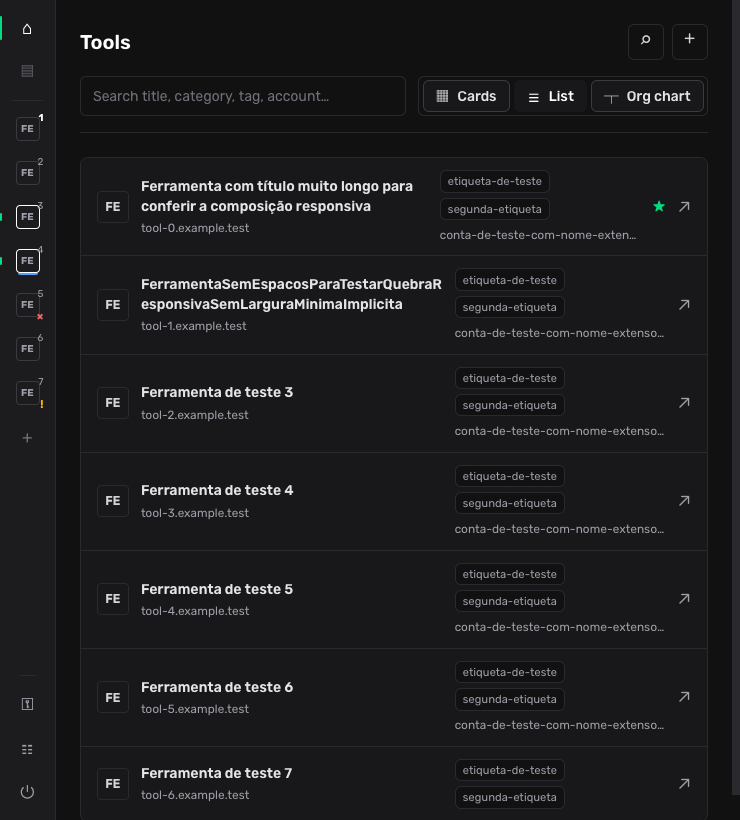 Tools
Search title, category, tag, account…
Cards
List
Org chart
FE
1
FE
2
FE
3
FE
4
FE
5
FE
6
FE
7
!
FE
Ferramenta com título muito longo para
conferir a composição responsiva
tool-0.example.test
etiqueta-de-teste
segunda-etiqueta
conta-de-teste-com-nome-exten…
FE
FerramentaSemEspacosParaTestarQuebraR
esponsivaSemLarguraMinimaImplicita
tool-1.example.test
etiqueta-de-teste
segunda-etiqueta
conta-de-teste-com-nome-extenso…
FE
Ferramenta de teste 3
tool-2.example.test
etiqueta-de-teste
segunda-etiqueta
conta-de-teste-com-nome-extenso…
FE
Ferramenta de teste 4
tool-3.example.test
etiqueta-de-teste
segunda-etiqueta
conta-de-teste-com-nome-extenso…
FE
Ferramenta de teste 5
tool-4.example.test
etiqueta-de-teste
segunda-etiqueta
conta-de-teste-com-nome-extenso…
FE
Ferramenta de teste 6
tool-5.example.test
etiqueta-de-teste
segunda-etiqueta
conta-de-teste-com-nome-extenso…
FE
Ferramenta de teste 7
tool-6.example.test
etiqueta-de-teste
segunda-etiqueta